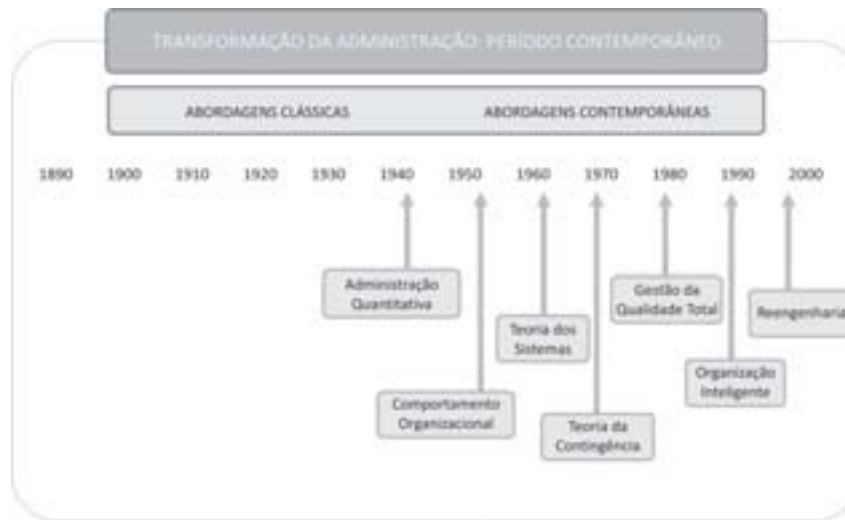 TRANSFORMAÇÃO DA ADMINISTRAÇÃO: PERÍODO CONTEMPORÂNEO
ABORDAGENS CLÁSSICAS ABORDAGENS CONTEMPORÂNEAS
1890 1900 1910 1920 1930 1940 1950 1960 1970 1980 1990 2000
Administração
Quantitativa
Gestão da
Qualidade Total
Reengenharia
Teoria dos
Sistemas
Organização
Inteligente
Comportamento
Organizacional
Teoria da
Contingência